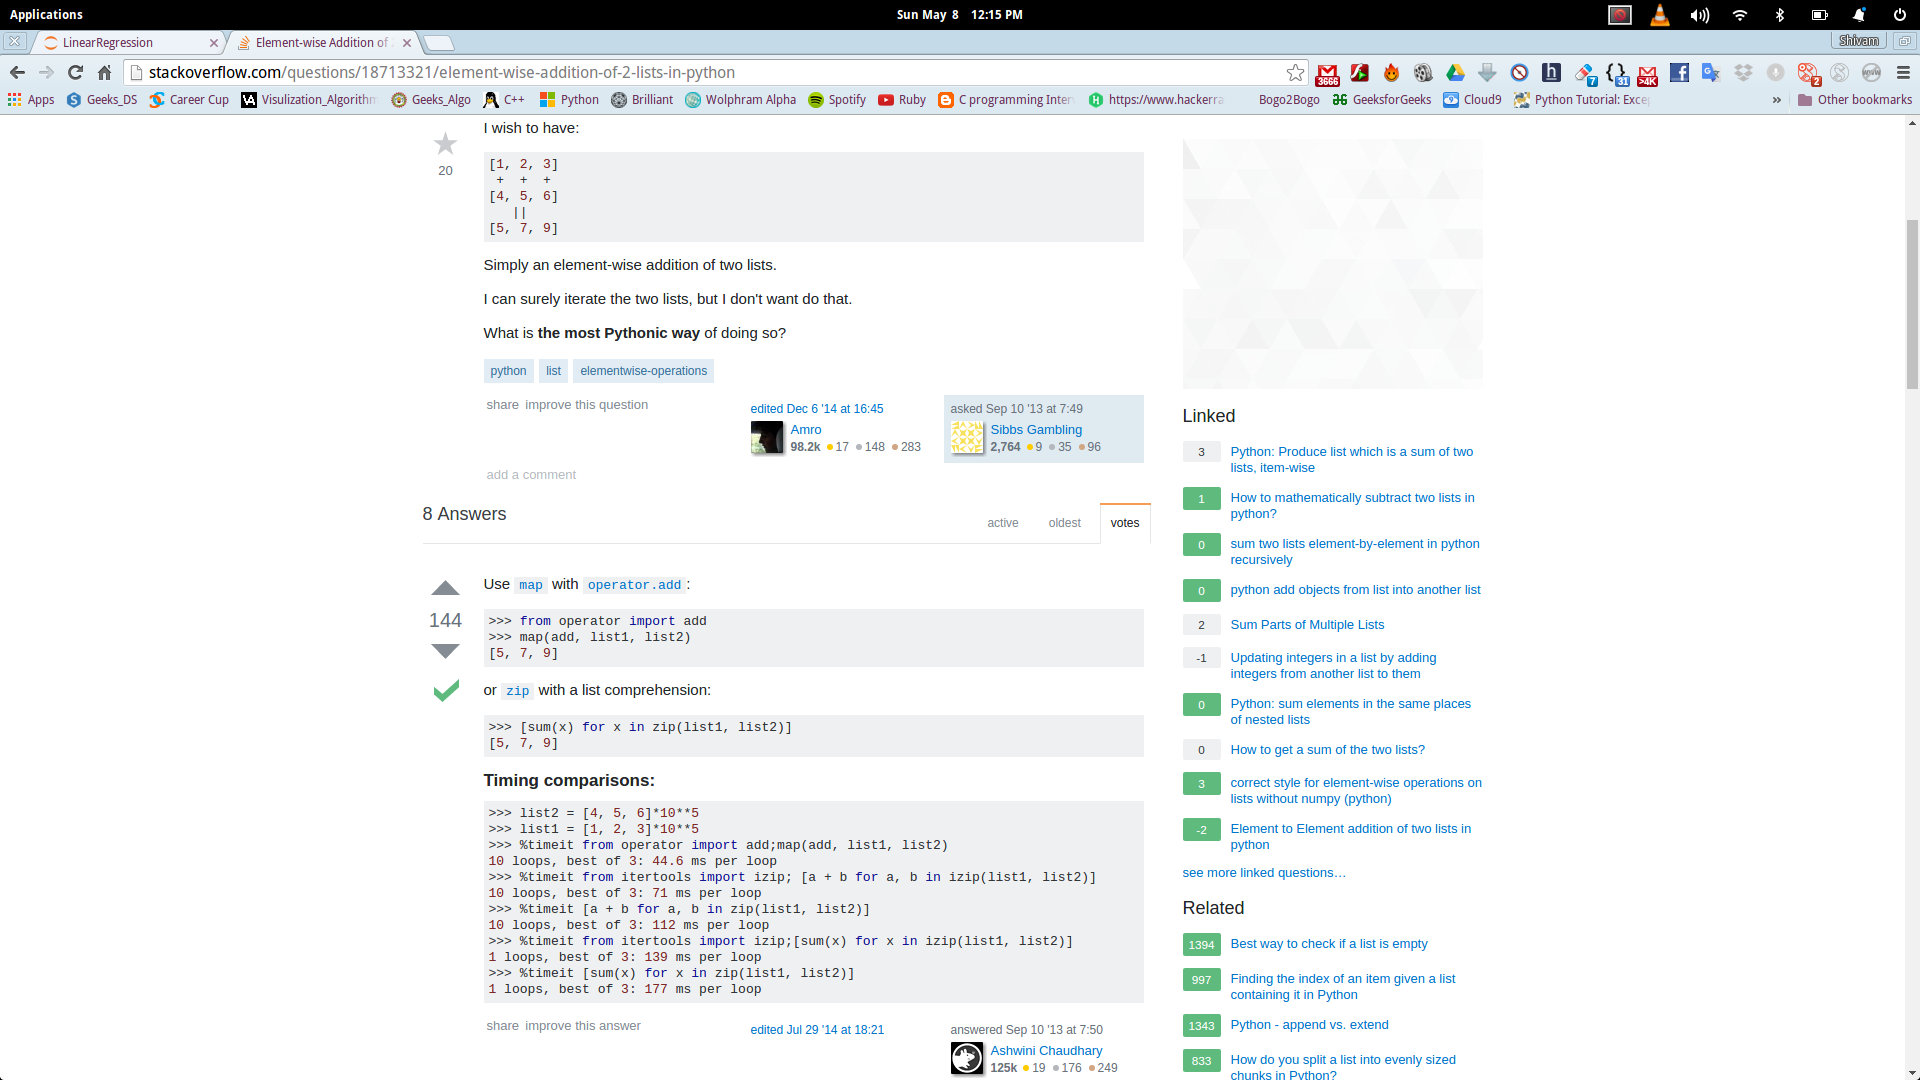 Applications
Sun May 8 12:15 PM
LinearRegression
Element-wise Addition of
Shivam
stackoverflow.com/questions/18713321/element-wise-addition-of-2-lists-in-python
3666
7
31
>4K
2
Apps
Geeks_DS
Career Cup
Visulization_Algorithm
Geeks_Algo
C++
Python
Brilliant
Wolphram Alpha
Spotify
Ruby
C programming Inter
https://www.hackerra
Bogo2Bogo
GeeksforGeeks
Cloud9
Python Tutorial: Exce
»
Other bookmarks
I wish to have:
20
[1, 2, 3]
+ + +
[4, 5, 6]
||
[5, 7, 9]
Simply an element-wise addition of two lists.
I can surely iterate the two lists, but I don't want do that.
What is the most Pythonic way of doing so?
python list elementwise-operations
share improve this question
edited Dec 6 '14 at 16:45
Amro
98.2k 17 148 283
asked Sep 10 '13 at 7:49
Sibbs Gambling
2,764 9 35 96
add a comment
8 Answers
active oldest votes
144
Use map with operator.add :
>>> from operator import add
>>> map(add, list1, list2)
[5, 7, 9]
or zip with a list comprehension:
>>> [sum(x) for x in zip(list1, list2)]
[5, 7, 9]
Timing comparisons:
>>> list2 = [4, 5, 6]*10**5
>>> list1 = [1, 2, 3]*10**5
>>> %timeit from operator import add;map(add, list1, list2)
10 loops, best of 3: 44.6 ms per loop
>>> %timeit from itertools import izip; [a + b for a, b in izip(list1, list2)]
10 loops, best of 3: 71 ms per loop
>>> %timeit [a + b for a, b in zip(list1, list2)]
10 loops, best of 3: 112 ms per loop
>>> %timeit from itertools import izip;[sum(x) for x in izip(list1, list2)]
1 loops, best of 3: 139 ms per loop
>>> %timeit [sum(x) for x in zip(list1, list2)]
1 loops, best of 3: 177 ms per loop
share improve this answer
edited Jul 29 '14 at 18:21
answered Sep 10 '13 at 7:50
Ashwini Chaudhary
125k 19 176 249
Linked
3 Python: Produce list which is a sum of two
lists, item-wise
1 How to mathematically subtract two lists in
python?
0 sum two lists element-by-element in python
recursively
0 python add objects from list into another list
2 Sum Parts of Multiple Lists
-1 Updating integers in a list by adding
integers from another list to them
0 Python: sum elements in the same places
of nested lists
0 How to get a sum of the two lists?
3 correct style for element-wise operations on
lists without numpy (python)
-2 Element to Element addition of two lists in
python
see more linked questions…
Related
1394 Best way to check if a list is empty
997 Finding the index of an item given a list
containing it in Python
1343 Python - append vs. extend
833 How do you split a list into evenly sized
chunks in Python?